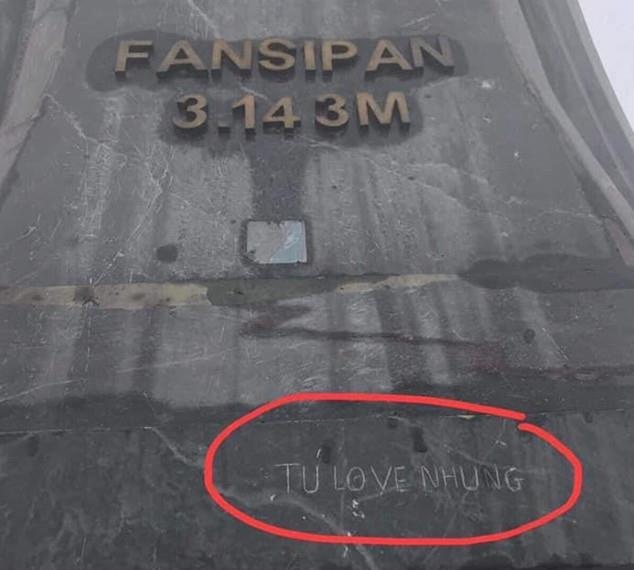 FANSIPAN
3.143M
TÚ LOVE NHUNG